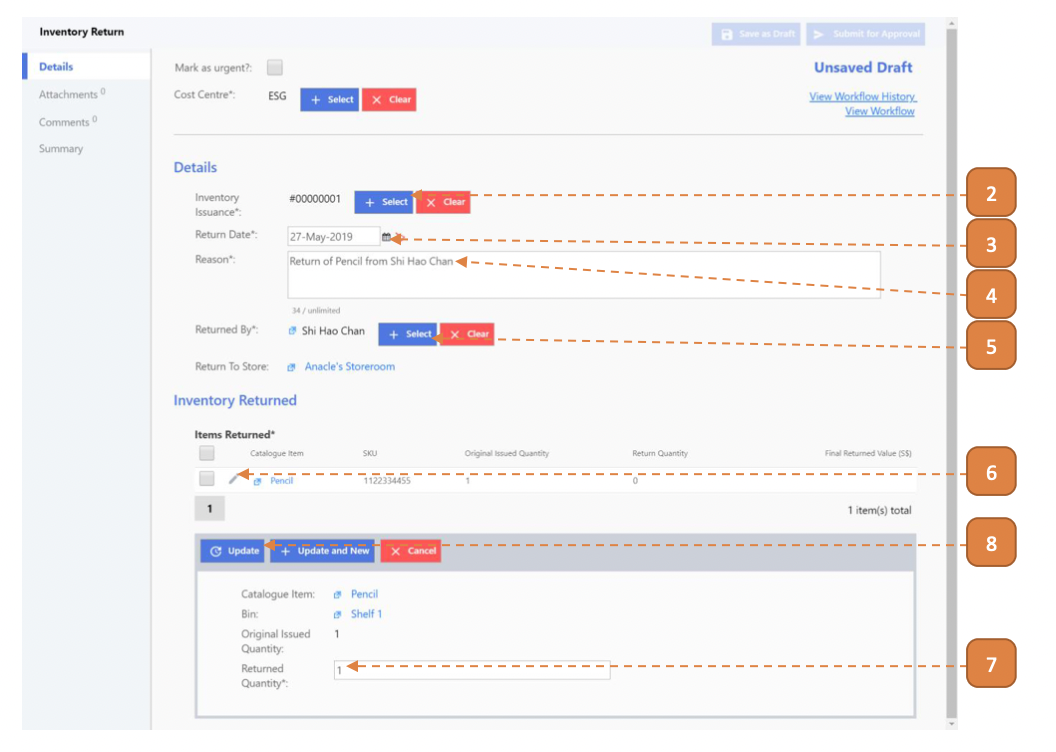 Inventory Return
Save as Draft
Submit for Approval
Details
Attachments 0
Comments 0
Summary
Mark as urgent?:
Unsaved Draft
Cost Centre*: ESG + Select X Clear
View Workflow History
View Workflow
Details
Inventory
Issuance*:
#00000001 + Select X Clear
2
Return Date*: 27-May-2019
3
Reason*: Return of Pencil from Shi Hao Chan
4
34 / unlimited
Returned By*: Shi Hao Chan + Select X Clear
5
Return To Store: Anacle's Storeroom
Inventory Returned
Items Returned*
Catalogue Item SKU Original Issued Quantity Return Quantity Final Returned Value (S$)
Pencil 1122334455 1 0
6
1
1 item(s) total
Update + Update and New X Cancel
8
Catalogue Item: Pencil
Bin: Shelf 1
Original Issued
Quantity:
1
Returned
Quantity*:
1
7